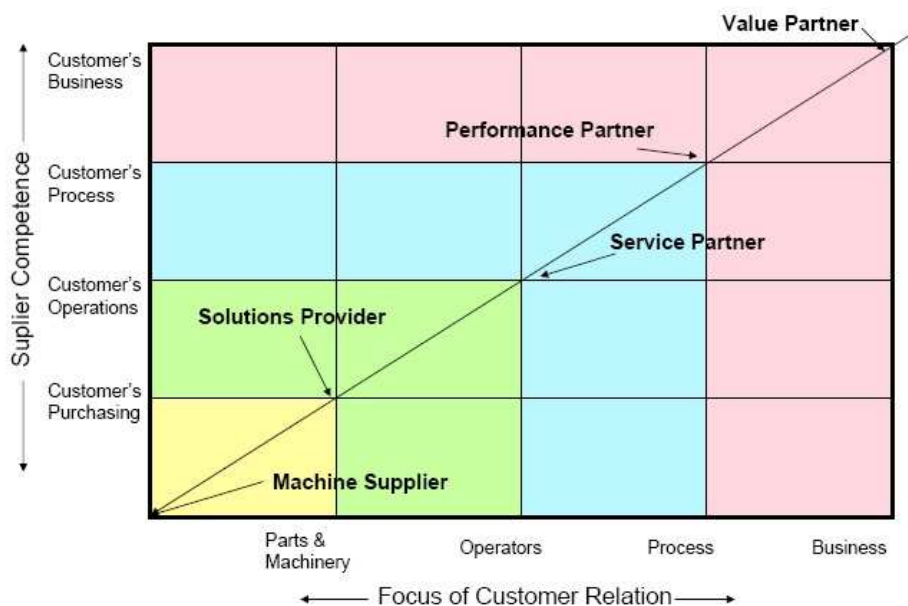 Value Partner
Customer's
Business
Performance Partner
Customer's
Process
Service Partner
Customer's
Operations
Solutions Provider
Customer's
Purchasing
Machine Supplier
Suplier Competence
Parts &
Machinery
Operators
Process
Business
Focus of Customer Relation